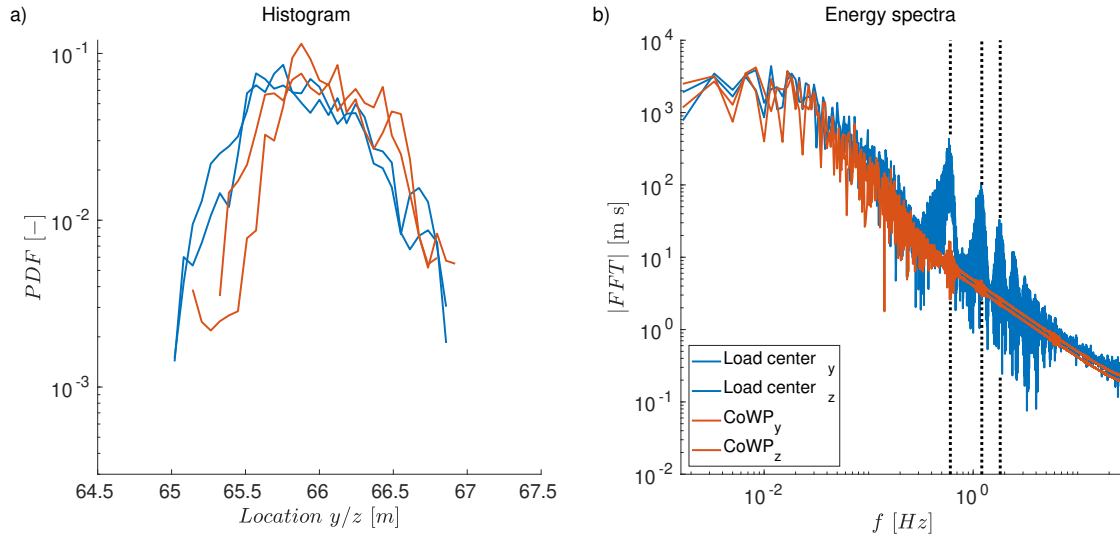 a)
Histogram
10^-1
10^-2
10^-3
PDF [−]
64.5 65 65.5 66 66.5 67 67.5
Location y/z [m]
b)
Energy spectra
10^4
10^3
10^2
10^1
10^0
10^-1
10^-2
|FFT| [m s]
Load center y
Load center z
CoWP_y
CoWP_z
10^-2 10^0
f [Hz]